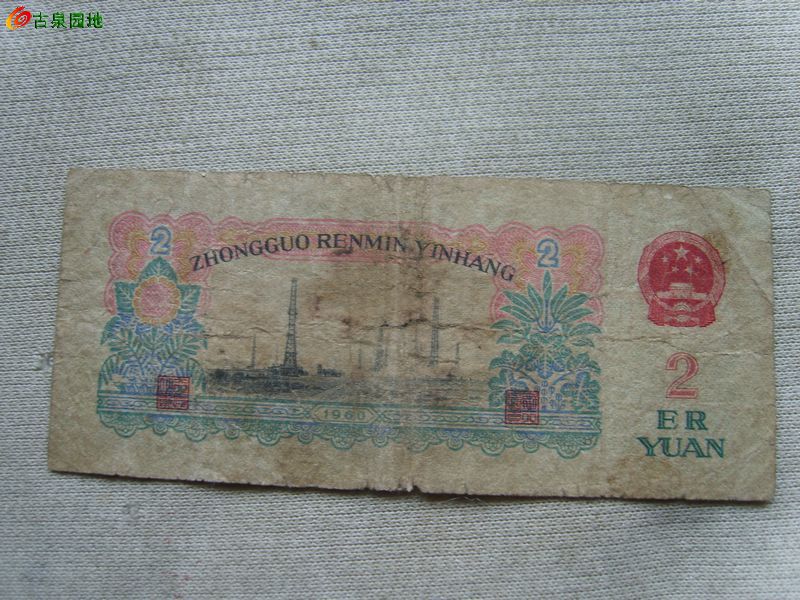 古泉园地
2
ZHONGGUO RENMIN YINHANG
2
2
ER
YUAN
1960